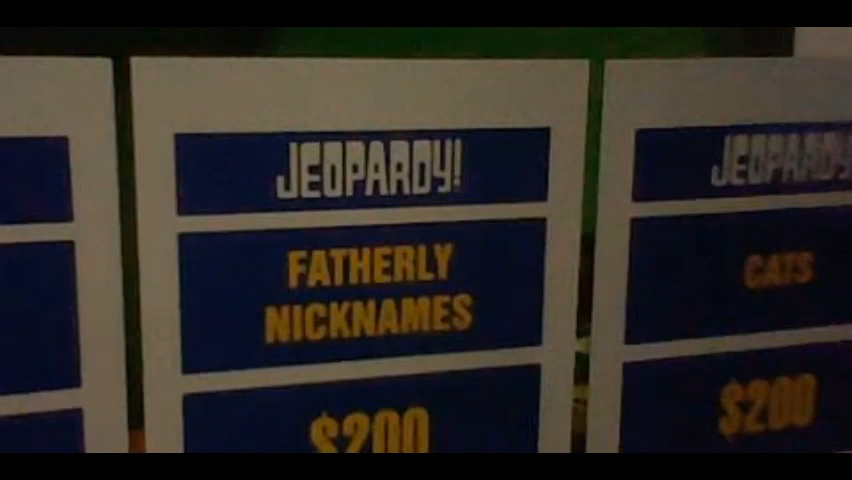 JEOPARDY!
FATHERLY
NICKNAMES
$200
JEOPARDY
CATS
$200